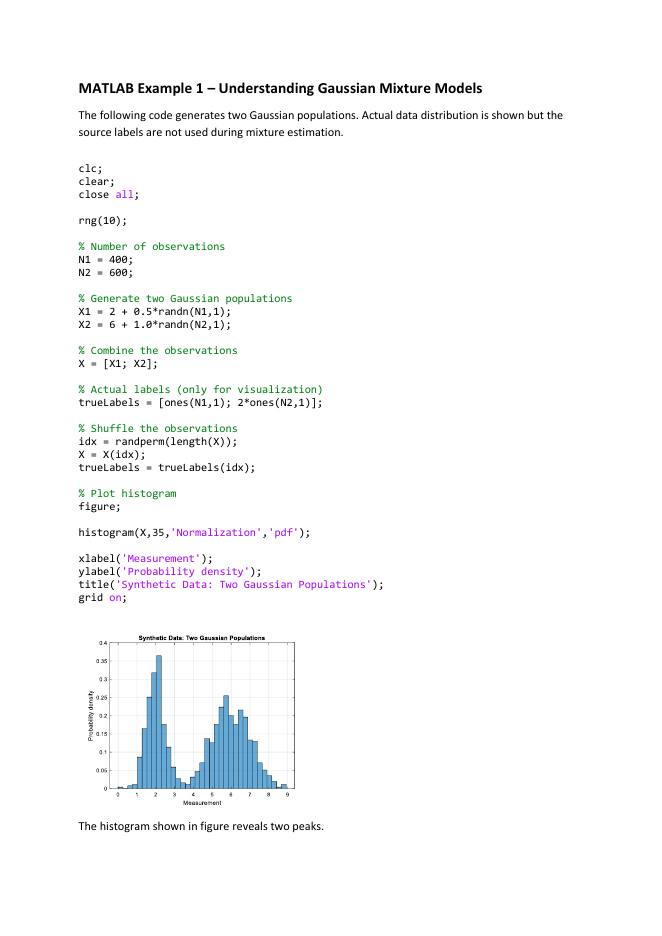 MATLAB Example 1 – Understanding Gaussian Mixture Models
The following code generates two Gaussian populations. Actual data distribution is shown but the
source labels are not used during mixture estimation.
clc;
clear;
close all;
rng(10);
% Number of observations
N1 = 400;
N2 = 600;
% Generate two Gaussian populations
X1 = 2 + 0.5*randn(N1,1);
X2 = 6 + 1.0*randn(N2,1);
% Combine the observations
X = [X1; X2];
% Actual labels (only for visualization)
trueLabels = [ones(N1,1); 2*ones(N2,1)];
% Shuffle the observations
idx = randperm(length(X));
X = X(idx);
trueLabels = trueLabels(idx);
% Plot histogram
figure;
histogram(X,35,'Normalization','pdf');
xlabel('Measurement');
ylabel('Probability density');
title('Synthetic Data: Two Gaussian Populations');
grid on;
Synthetic Data: Two Gaussian Populations
0.4
0.35
0.3
0.25
0.2
0.15
0.1
0.05
0
Probability density
0 1 2 3 4 5 6 7 8 9
Measurement
The histogram shown in figure reveals two peaks.